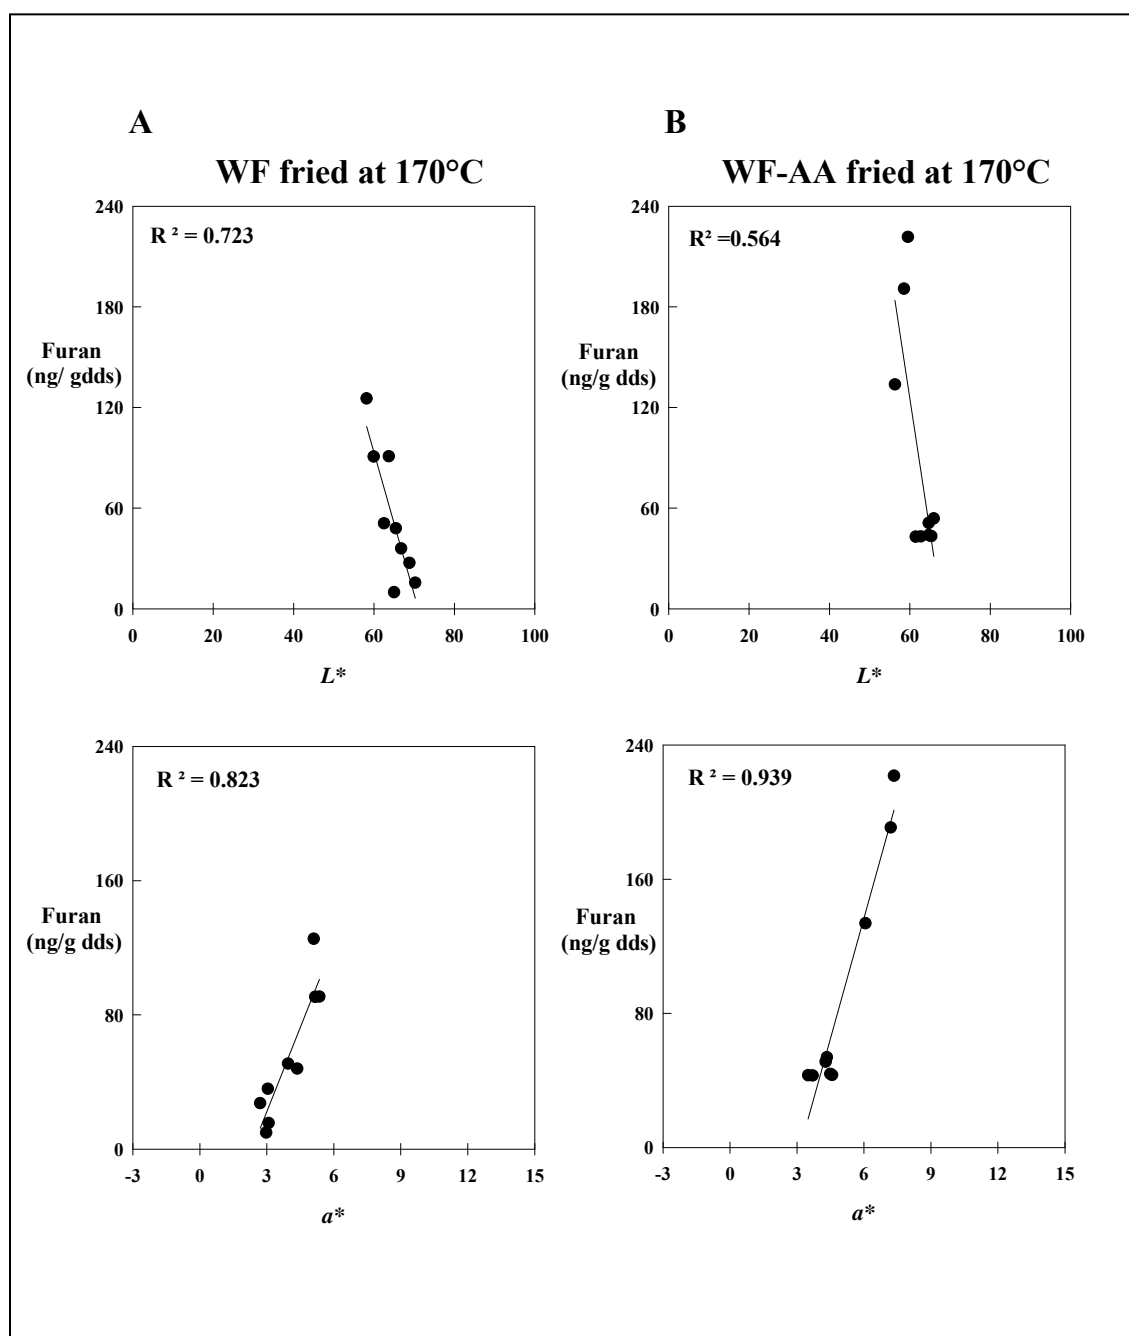 A
WF fried at 170°C
R ² = 0.723
240
180
120
60
0
Furan
(ng/ gdds)
0 20 40 60 80 100
L*
B
WF-AA fried at 170°C
R² =0.564
240
180
120
60
0
Furan
(ng/g dds)
0 20 40 60 80 100
L*
R ² = 0.823
240
160
80
0
Furan
(ng/g dds)
-3 0 3 6 9 12 15
a*
R ² = 0.939
240
160
80
0
Furan
(ng/g dds)
-3 0 3 6 9 12 15
a*